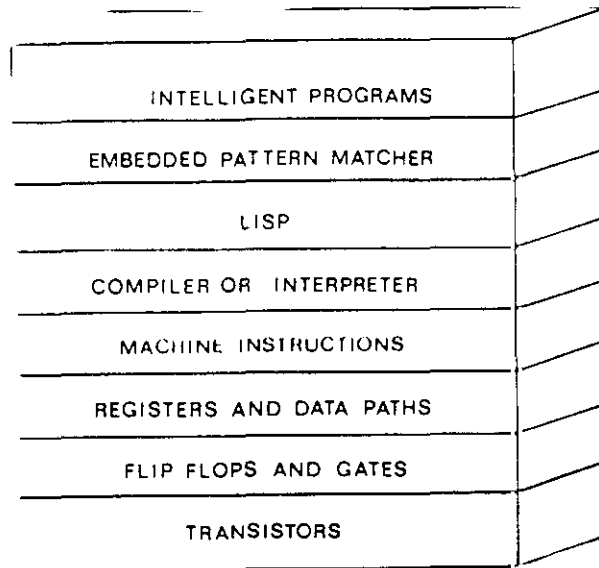 INTELLIGENT PROGRAMS
EMBEDDED PATTERN MATCHER
LISP
COMPILER OR INTERPRETER
MACHINE INSTRUCTIONS
REGISTERS AND DATA PATHS
FLIP FLOPS AND GATES
TRANSISTORS